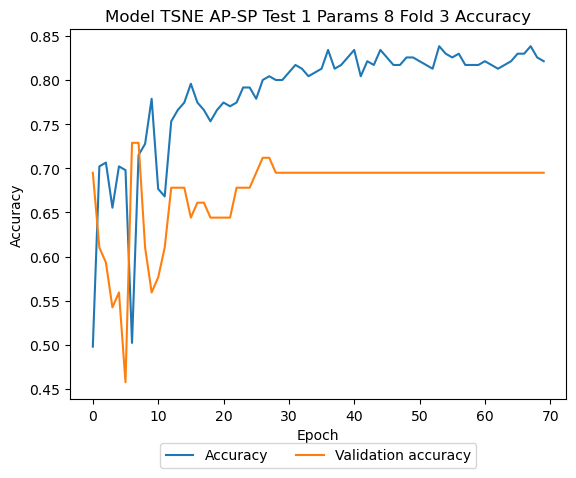 Model TSNE AP-SP Test 1 Params 8 Fold 3 Accuracy
0.85
0.80
0.75
0.70
0.65
0.60
0.55
0.50
0.45
Accuracy
0 10 20 30 40 50 60 70
Epoch
Accuracy Validation accuracy